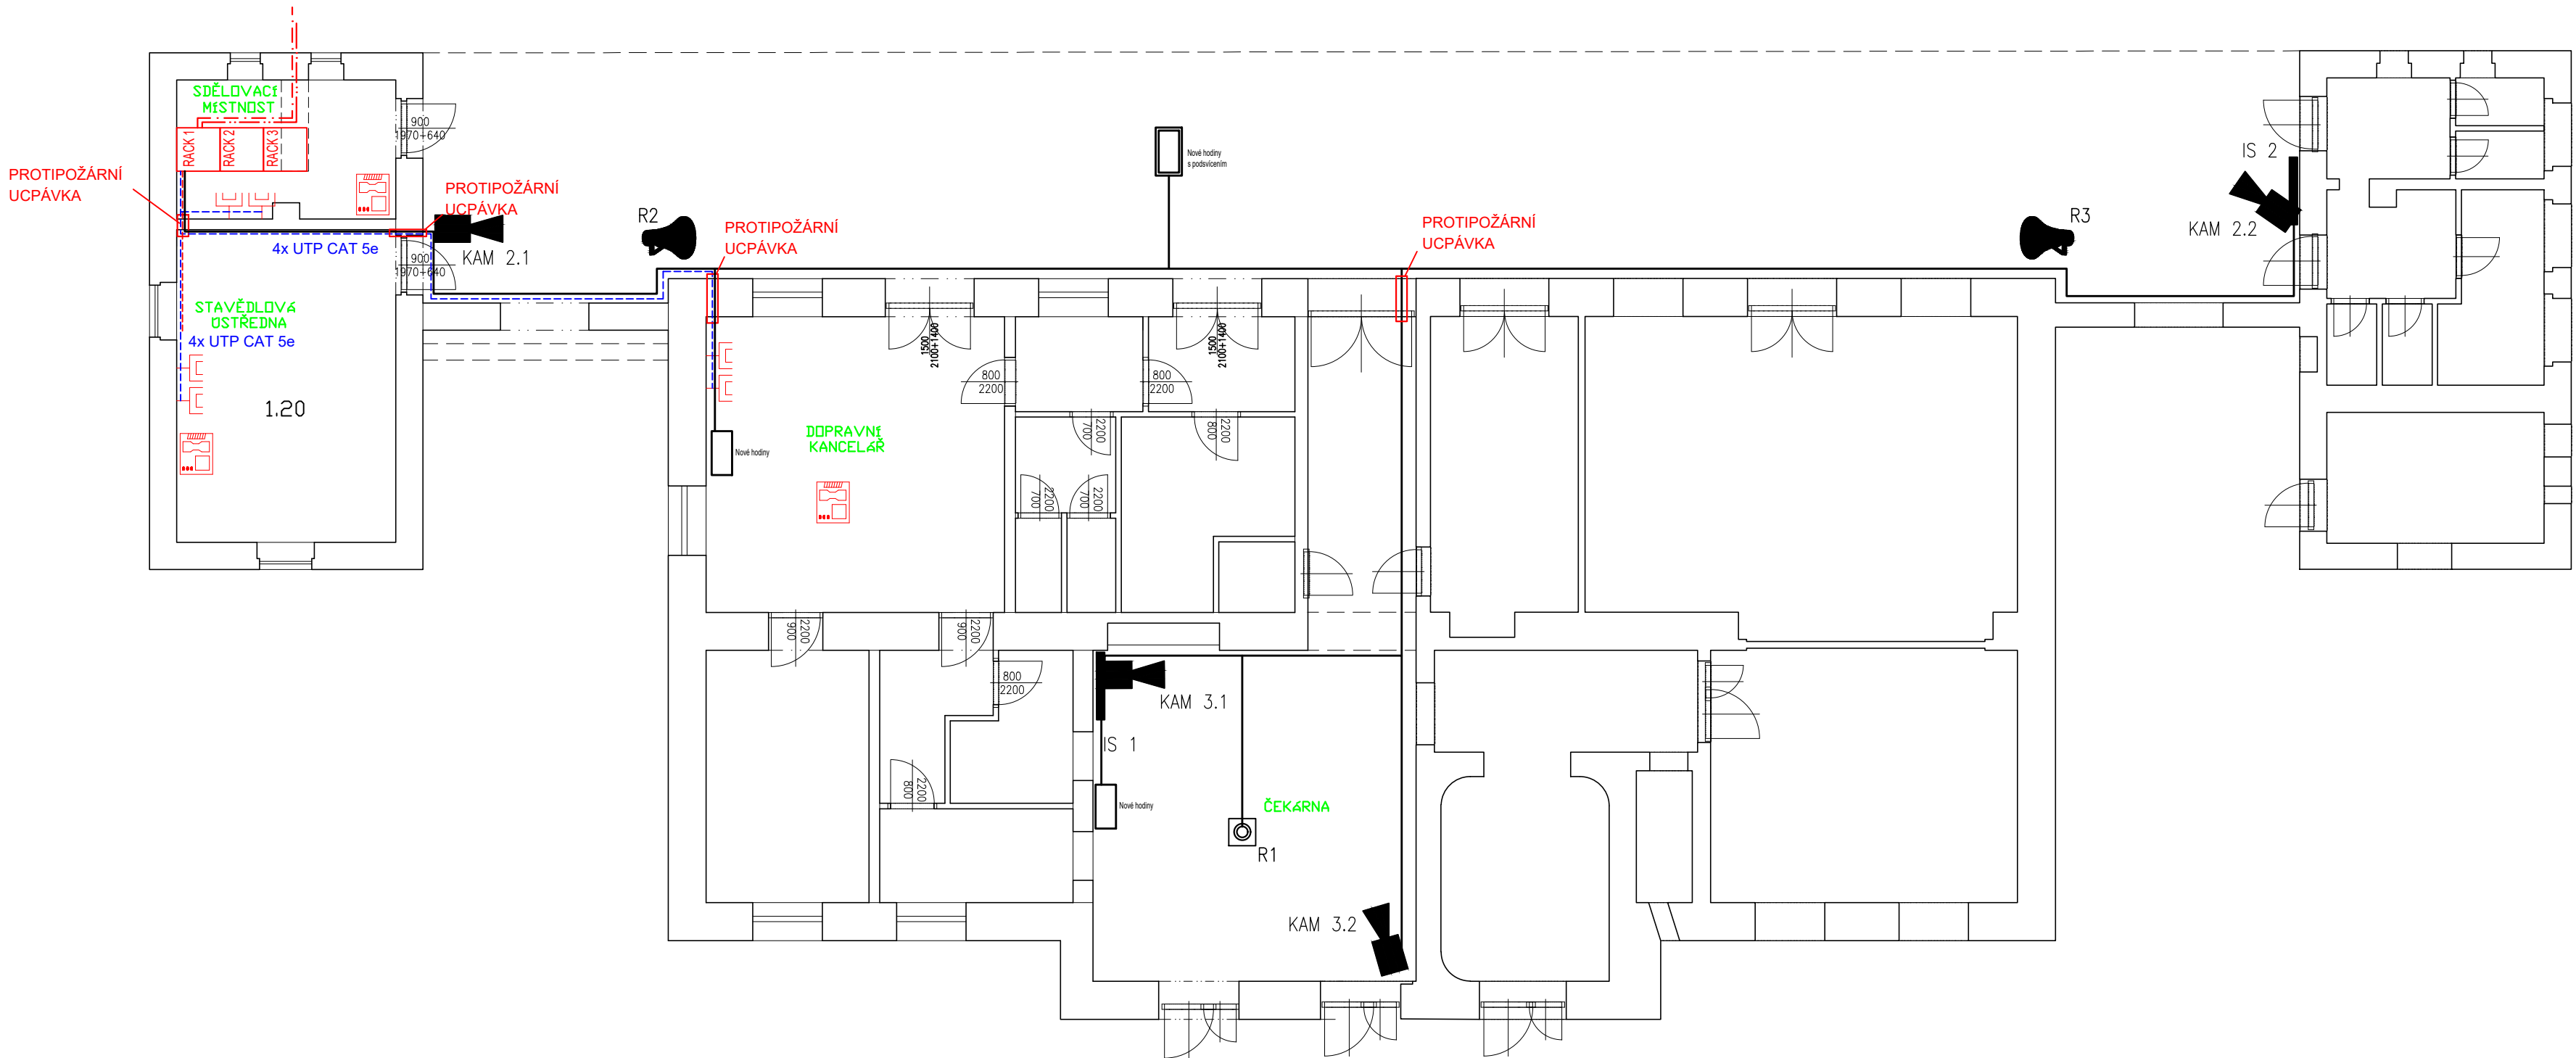 SDĚLOVACÍ
MÍSTNOST
RACK 1
RACK 2
RACK 3
900
1970+640
PROTIPOŽÁRNÍ
UCPÁVKA
PROTIPOŽÁRNÍ
UCPÁVKA
4x UTP CAT 5e
KAM 2.1
900
1970+640
R2
PROTIPOŽÁRNÍ
UCPÁVKA
Nové hodiny
s podsvícením
PROTIPOŽÁRNÍ
UCPÁVKA
R3
IS 2
KAM 2.2
STAVĚDLOVÁ
ÚSTŘEDNA
4x UTP CAT 5e
1.20
1500
2100+1400
1500
2100+1400
800
2200
800
2200
DOPRAVNÍ
KANCELÁŘ
Nové hodiny
2200
700
2200
800
2200
700
2200
700
2200
900
2200
900
800
2200
2200
800
KAM 3.1
IS 1
Nové hodiny
ČEKÁRNA
R1
KAM 3.2